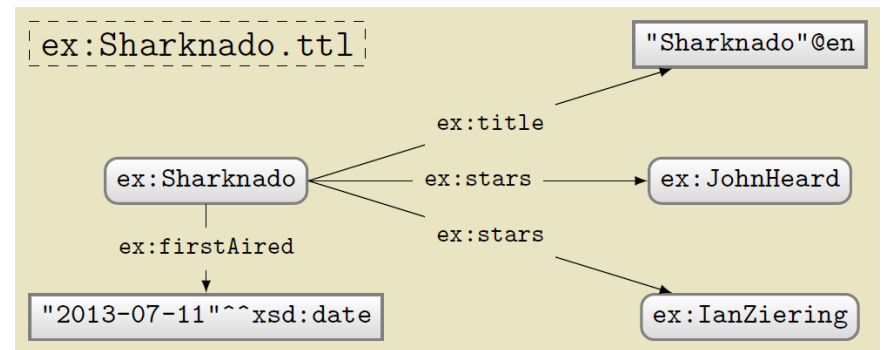 ex:Sharknado.ttl
"Sharknado"@en
ex:title
ex:Sharknado
ex:stars
ex:JohnHeard
ex:stars
ex:firstAired
"2013-07-11"^^xsd:date
ex:IanZiering